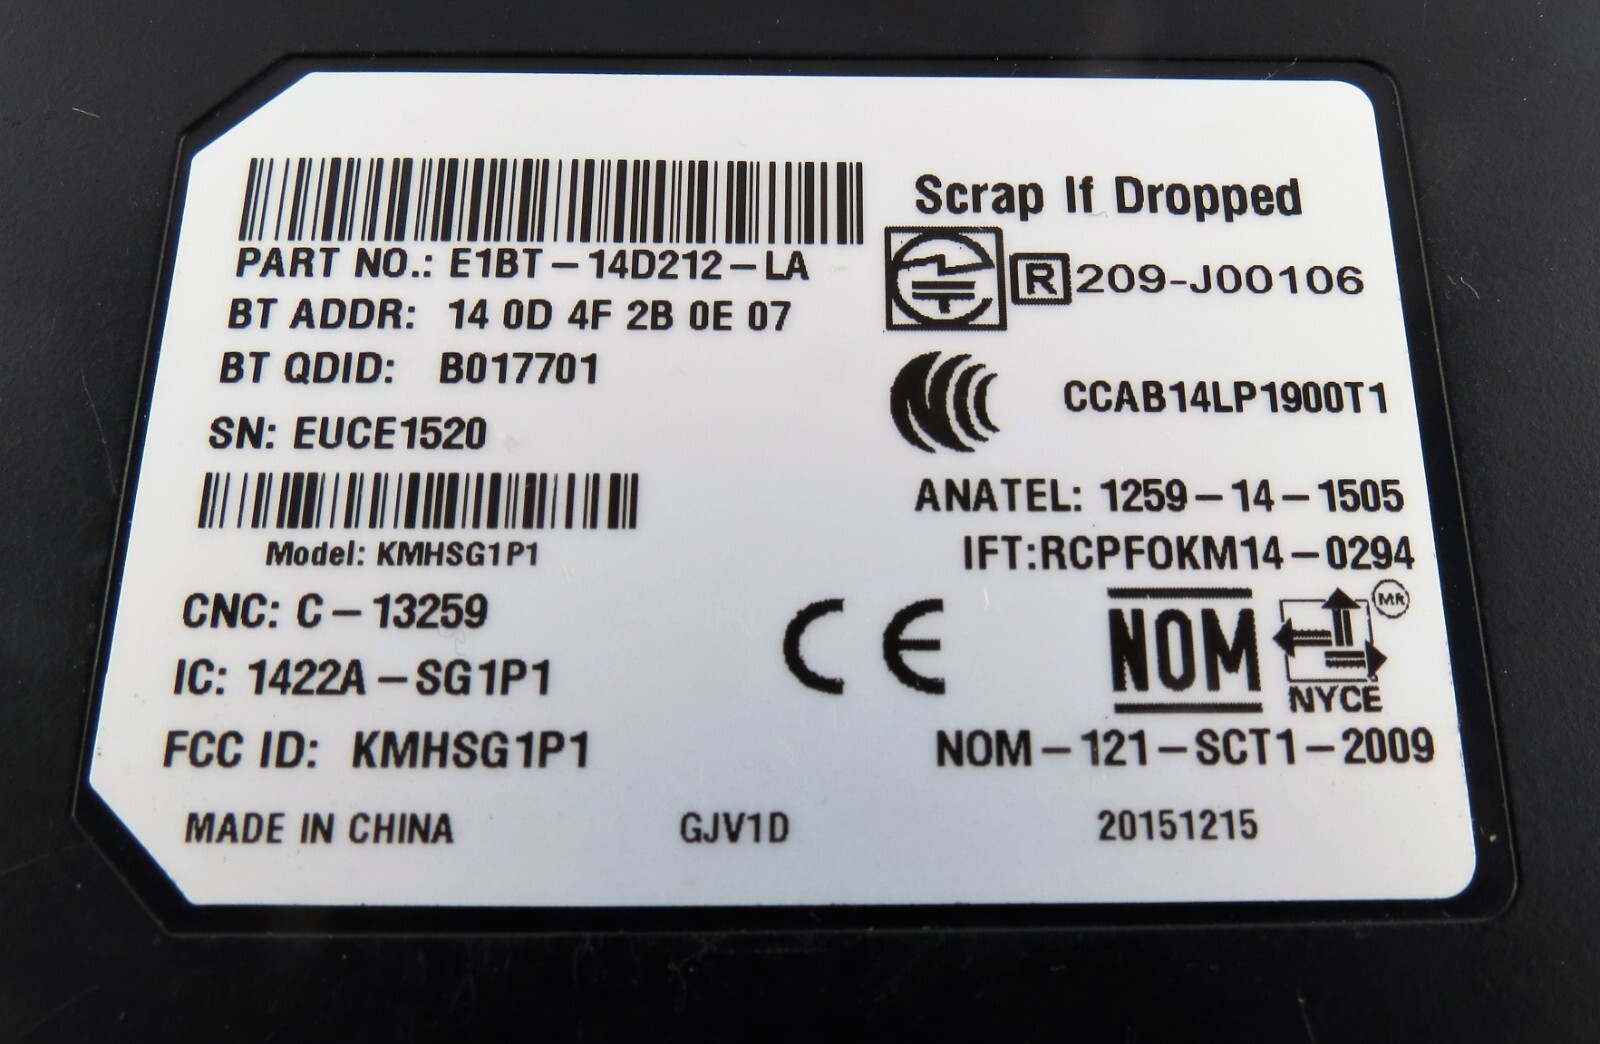 Scrap If Dropped
PART NO.: E1BT-14D212-LA
R 209-J00106
BT ADDR: 14 0D 4F 2B 0E 07
BT QDID: B017701
CCAB14LP1900T1
SN: EUCE1520
ANATEL: 1259-14-1505
Model: KMHSG1P1
IFT:RCPFOKM14-0294
CNC: C-13259
CE
NOM
MR
NYCE
IC: 1422A-SG1P1
FCC ID: KMHSG1P1
NOM-121-SCT1-2009
MADE IN CHINA
GJV1D
20151215